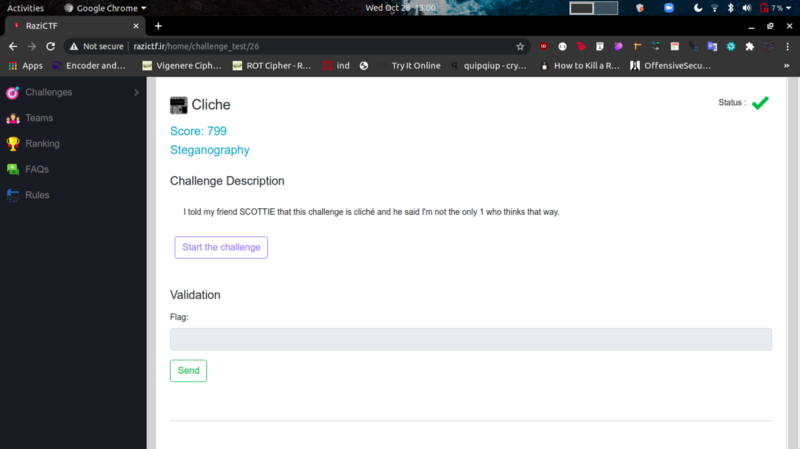 Activities Google Chrome Wed Oct 28 13:00 7 %
RaziCTF
Not secure razictf.ir/home/challenge_test/26
Apps Encoder and... Vigenere Ciph... ROT Cipher - R... ind Try It Online quipqiup - cry... How to Kill a R... OffensiveSecu...
Challenges
Teams
Ranking
FAQs
Rules
Cliche
Status :
Score: 799
Steganography
Challenge Description
I told my friend SCOTTIE that this challenge is cliché and he said I'm not the only 1 who thinks that way.
Start the challenge
Validation
Flag:
Send